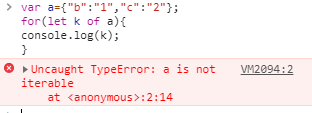 > var a={"b":"1","c":"2"};
for(let k of a){
console.log(k);
}
▶Uncaught TypeError: a is not VM2094:2
iterable
at <anonymous>:2:14